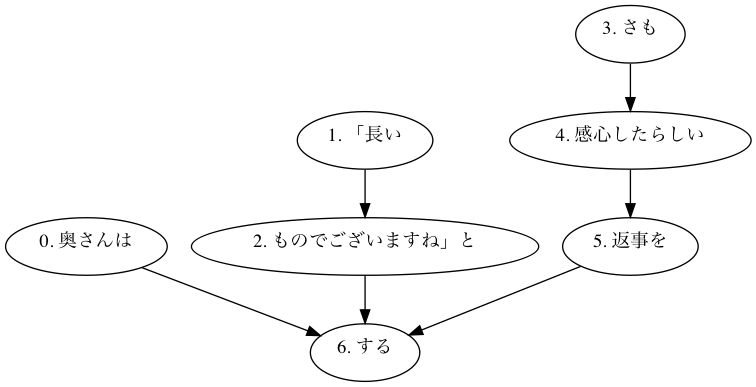 3. さも
1. 「長い
4. 感心したらしい
0. 奥さんは
2. ものでございますね」と
5. 返事を
6. する